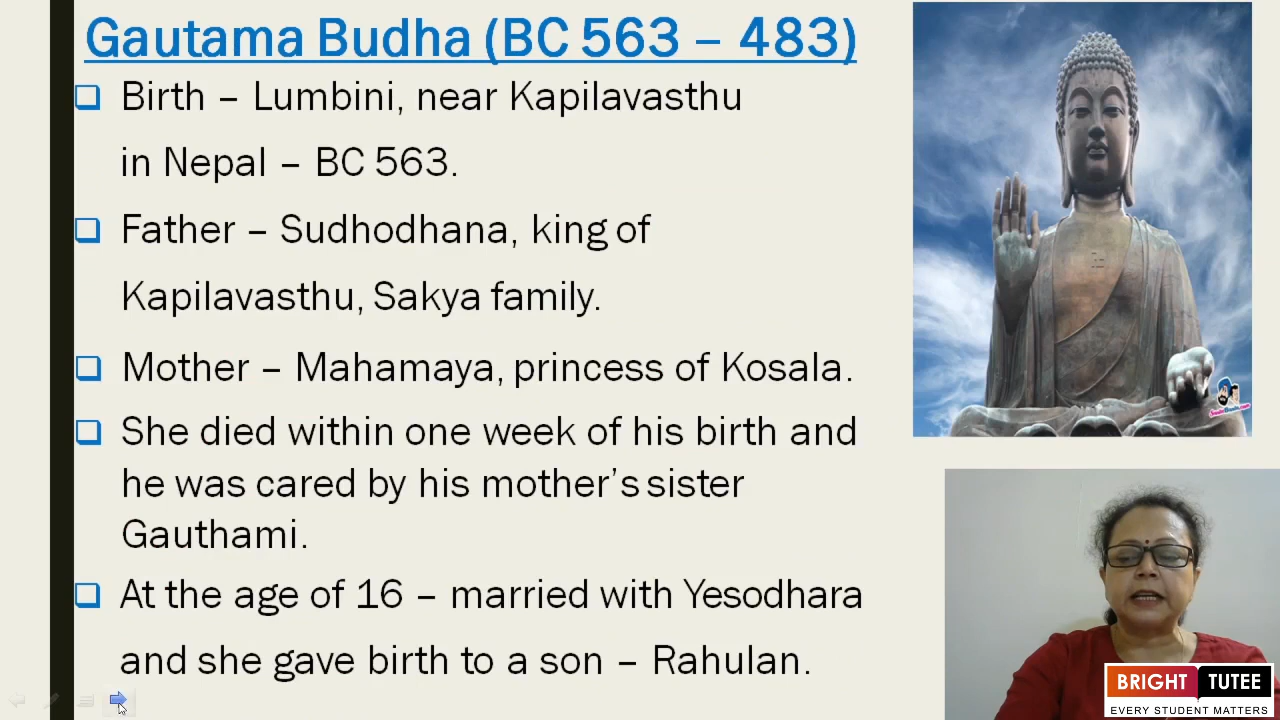 Gautama Budha (BC 563 – 483)
Birth – Lumbini, near Kapilavasthu
in Nepal – BC 563.
Father – Sudhodhana, king of
Kapilavasthu, Sakya family.
Mother – Mahamaya, princess of Kosala.
She died within one week of his birth and
he was cared by his mother’s sister
Gauthami.
At the age of 16 – married with Yesodhara
and she gave birth to a son – Rahulan.
BRIGHT TUTEE
EVERY STUDENT MATTERS